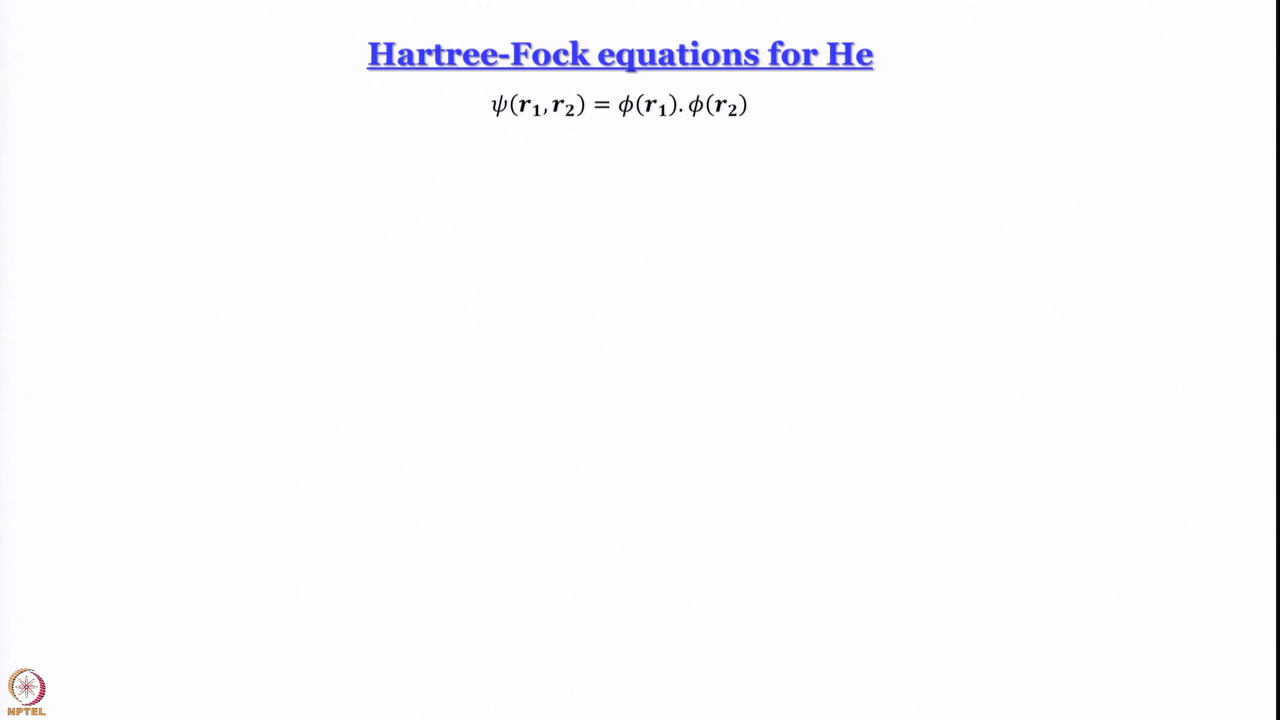 Hartree-Fock equations for He
𝜓(𝒓₁, 𝒓₂) = 𝜙(𝒓₁). 𝜙(𝒓₂)
NPTEL